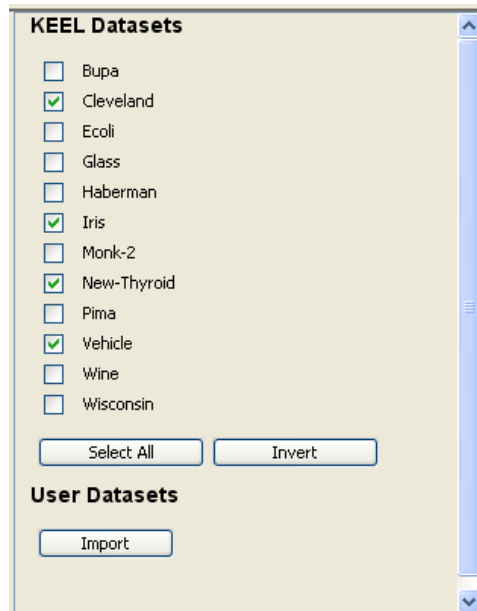 KEEL Datasets
Bupa
Cleveland
Ecoli
Glass
Haberman
Iris
Monk-2
New-Thyroid
Pima
Vehicle
Wine
Wisconsin
Select All Invert
User Datasets
Import